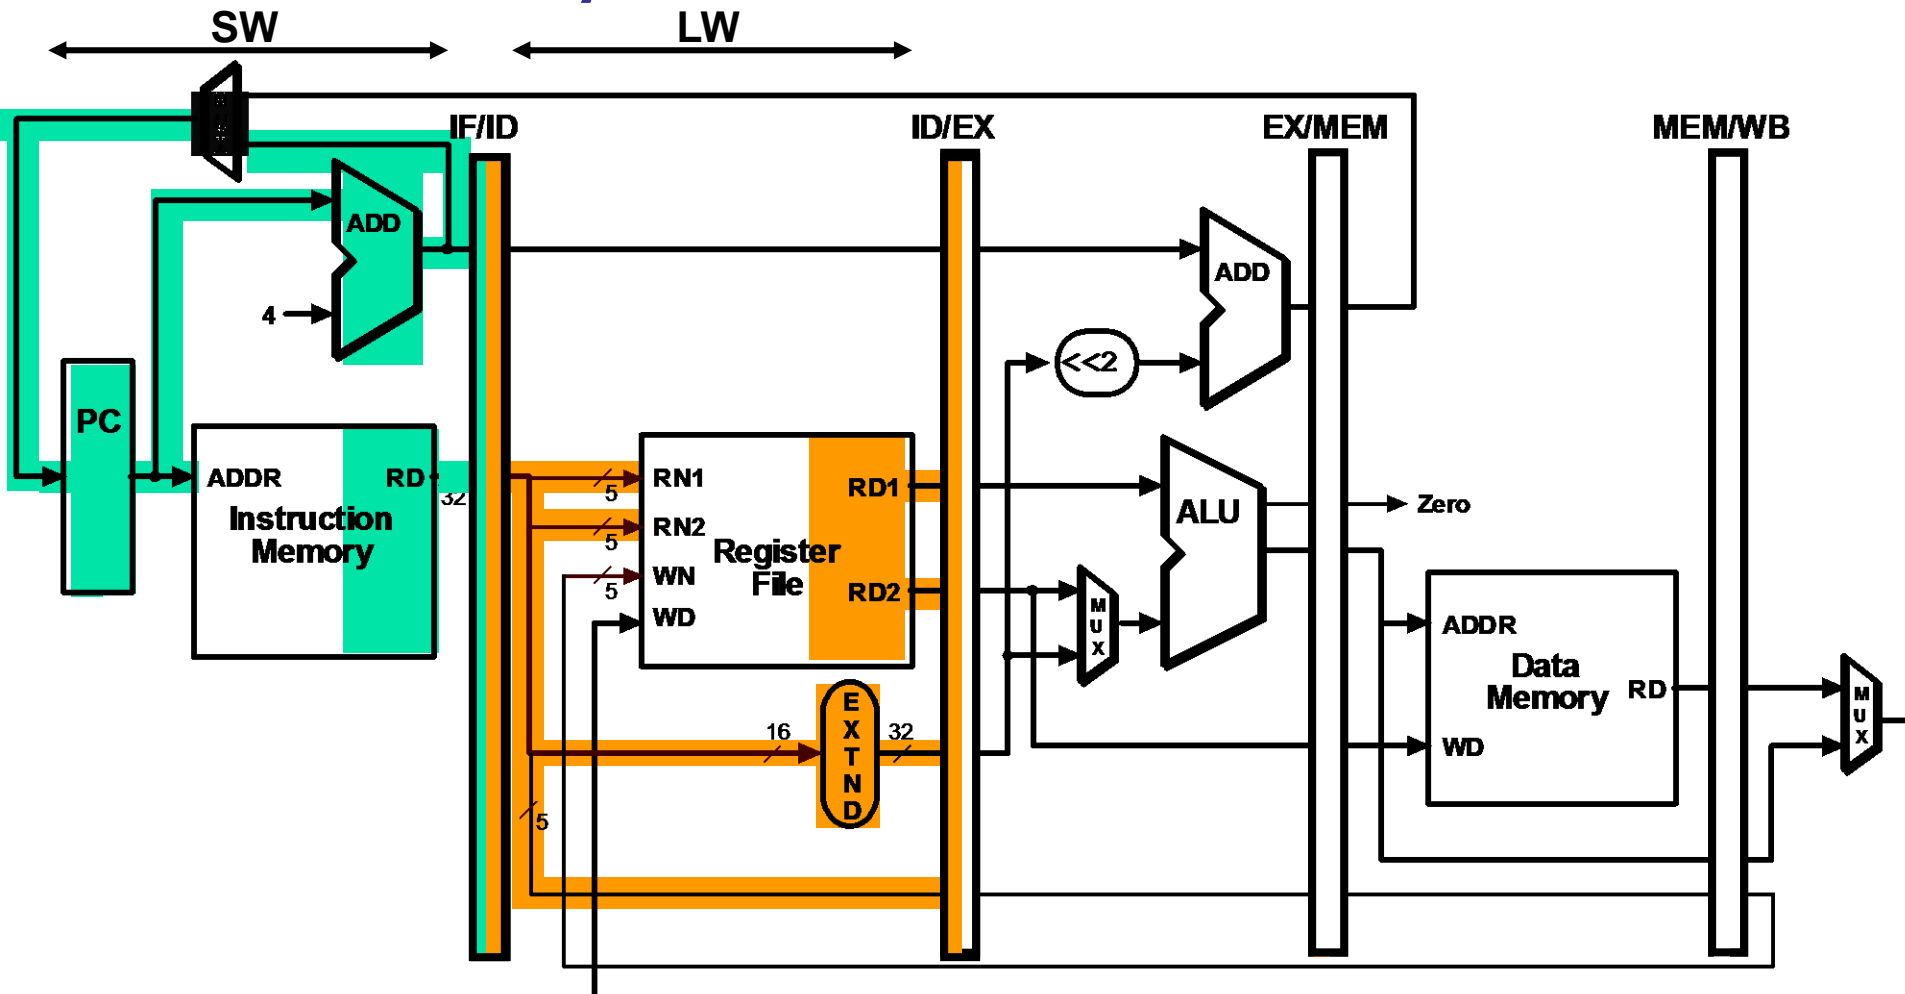 SW
LW
IF/ID
ID/EX
EX/MEM
MEM/WB
ADD
4
PC
ADDR
RD
32
Instruction
Memory
5
RN1
5
RN2
5
WN
WD
RD1
RD2
Register
File
16
E
X
T
N
D
32
5
ADD
<<2
ALU
Zero
M
U
X
ADDR
Data
Memory
RD
WD
M
U
X